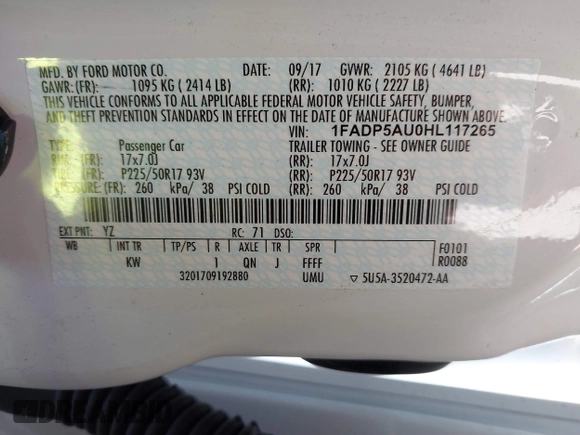 MFD. BY FORD MOTOR CO.
DATE: 09/17 GVWR: 2105 KG ( 4641 LB)
GAWR: (FR): 1095 KG ( 2414 LB) (RR): 1010 KG ( 2227 LB)
THIS VEHICLE CONFORMS TO ALL APPLICABLE FEDERAL MOTOR VEHICLE SAFETY, BUMPER,
AND THEFT PREVENTION STANDARDS IN EFFECT ON THE DATE OF MANUFACTURE SHOWN ABOVE
VIN: 1FADP5AU0HL117265
TYPE: Passenger Car TRAILER TOWING - SEE OWNER GUIDE
RIM: (FR): 17x7.0J (RR): 17x7.0J
TIRE (FR): P225/50R17 93V (RR): P225/50R17 93V
PRESSURE (FR): 260 kPa/ 38 PSI COLD (RR): 260 kPa/ 38 PSI COLD
EXT PNT: YZ RC: 71 DSO:
WB INT TR TP/PS R AXLE TR SPR F0101
KW 1 QN J FFFF R0088
3201709192880 UMU ▽ 5U5A-3520472-AA
DREAMBID